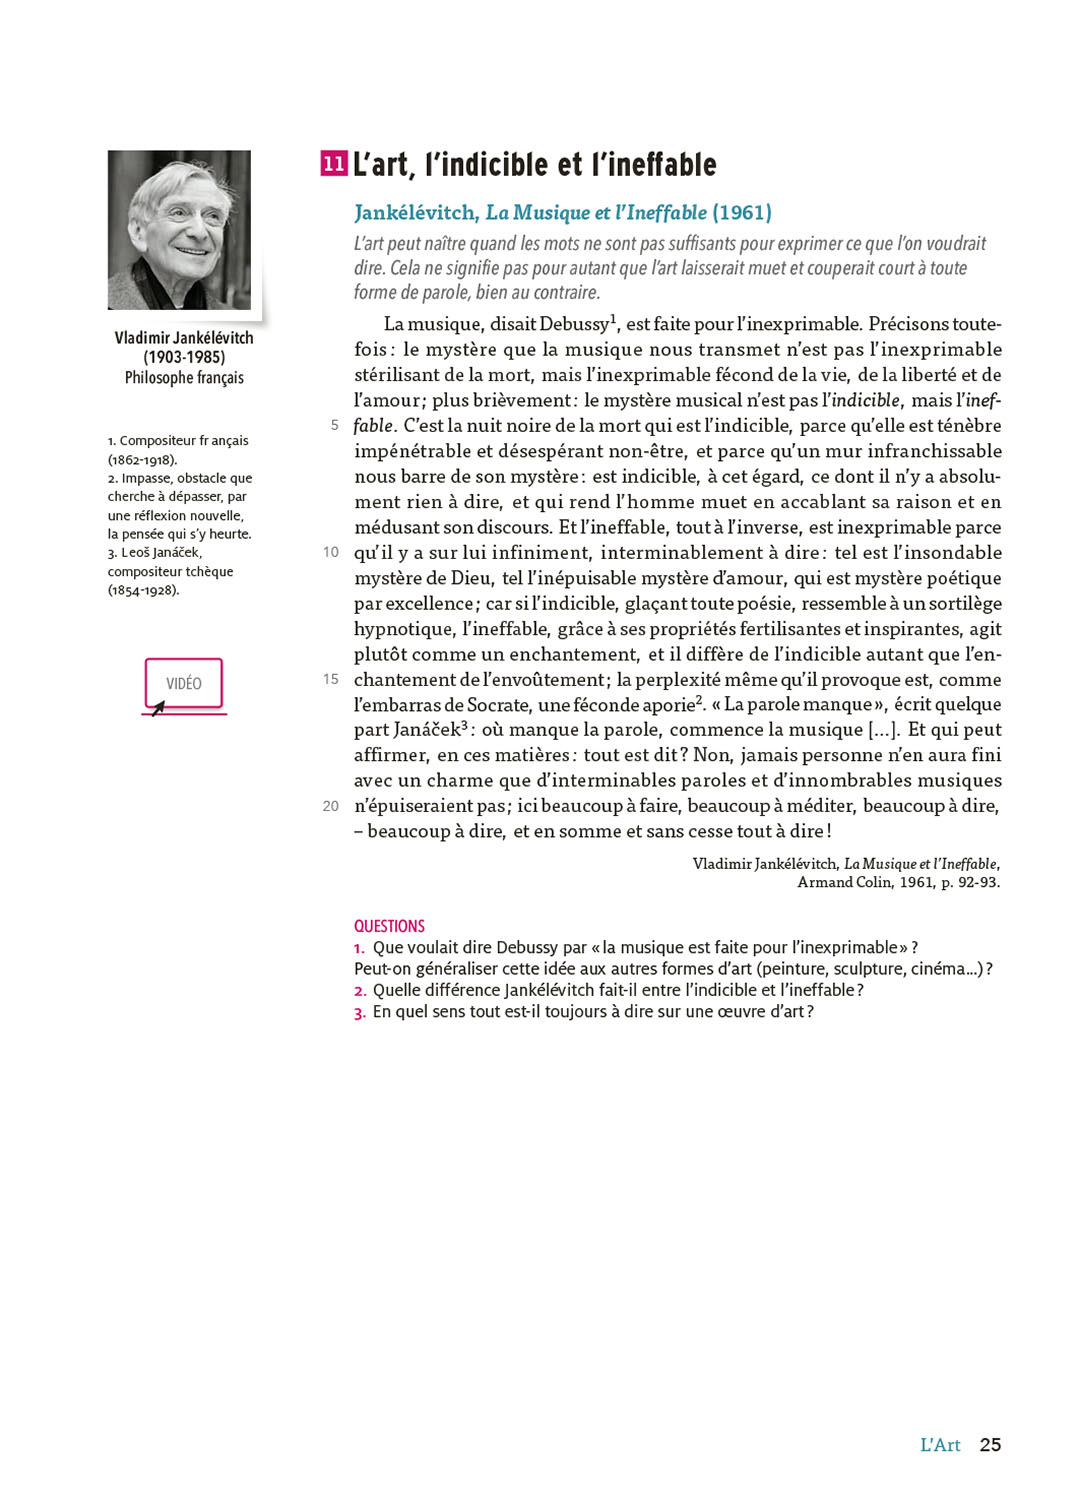 11 L’art, l’indicible et l’ineffable
Jankélévitch, La Musique et l’Ineffable (1961)
L’art peut naître quand les mots ne sont pas suffisants pour exprimer ce que l’on voudrait
dire. Cela ne signifie pas pour autant que l’art laisserait muet et couperait court à toute
forme de parole, bien au contraire.
La musique, disait Debussy1, est faite pour l’inexprimable. Précisons toute-
fois : le mystère que la musique nous transmet n’est pas l’inexprimable
stérilisant de la mort, mais l’inexprimable fécond de la vie, de la liberté et de
l’amour ; plus brièvement : le mystère musical n’est pas l’indicible, mais l’inef-
5 fable. C’est la nuit noire de la mort qui est l’indicible, parce qu’elle est ténèbre
impénétrable et désespérant non-être, et parce qu’un mur infranchissable
nous barre de son mystère : est indicible, à cet égard, ce dont il n’y a absolu-
ment rien à dire, et qui rend l’homme muet en accablant sa raison et en
médusant son discours. Et l’ineffable, tout à l’inverse, est inexprimable parce
10 qu’il y a sur lui infiniment, interminablement à dire : tel est l’insondable
mystère de Dieu, tel l’inépuisable mystère d’amour, qui est mystère poétique
par excellence ; car si l’indicible, glaçant toute poésie, ressemble à un sortilège
hypnotique, l’ineffable, grâce à ses propriétés fertilisantes et inspirantes, agit
plutôt comme un enchantement, et il diffère de l’indicible autant que l’en-
15 chantement de l’envoûtement ; la perplexité même qu’il provoque est, comme
l’embarras de Socrate, une féconde aporie2. « La parole manque », écrit quelque
part Janáček3 : où manque la parole, commence la musique [...]. Et qui peut
affirmer, en ces matières : tout est dit ? Non, jamais personne n’en aura fini
avec un charme que d’interminables paroles et d’innombrables musiques
20 n’épuiseraient pas ; ici beaucoup à faire, beaucoup à méditer, beaucoup à dire,
– beaucoup à dire, et en somme et sans cesse tout à dire !
Vladimir Jankélévitch, La Musique et l’Ineffable,
Armand Colin, 1961, p. 92-93.
Vladimir Jankélévitch
(1903-1985)
Philosophe français
1. Compositeur fr ançais
(1862-1918).
2. Impasse, obstacle que
cherche à dépasser, par
une réflexion nouvelle,
la pensée qui s’y heurte.
3. Leoš Janáček,
compositeur tchèque
(1854-1928).
VIDÉO
QUESTIONS
1. Que voulait dire Debussy par « la musique est faite pour l’inexprimable » ?
Peut-on généraliser cette idée aux autres formes d’art (peinture, sculpture, cinéma...) ?
2. Quelle différence Jankélévitch fait-il entre l’indicible et l’ineffable ?
3. En quel sens tout est-il toujours à dire sur une œuvre d’art ?
L’Art 25